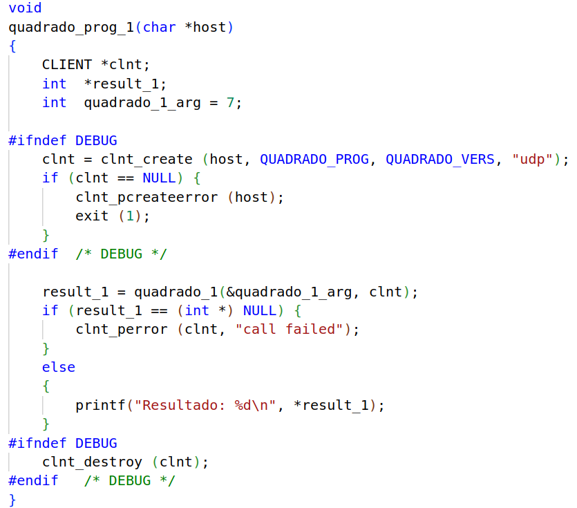 void
quadrado_prog_1(char *host)
{
    CLIENT *clnt;
    int  *result_1;
    int  quadrado_1_arg = 7;

#ifndef DEBUG
    clnt = clnt_create (host, QUADRADO_PROG, QUADRADO_VERS, "udp");
    if (clnt == NULL) {
        clnt_pcreateerror (host);
        exit (1);
    }
#endif  /* DEBUG */

    result_1 = quadrado_1(&quadrado_1_arg, clnt);
    if (result_1 == (int *) NULL) {
        clnt_perror (clnt, "call failed");
    }
    else
    {
        printf("Resultado: %d\n", *result_1);
    }
#ifndef DEBUG
    clnt_destroy (clnt);
#endif   /* DEBUG */
}